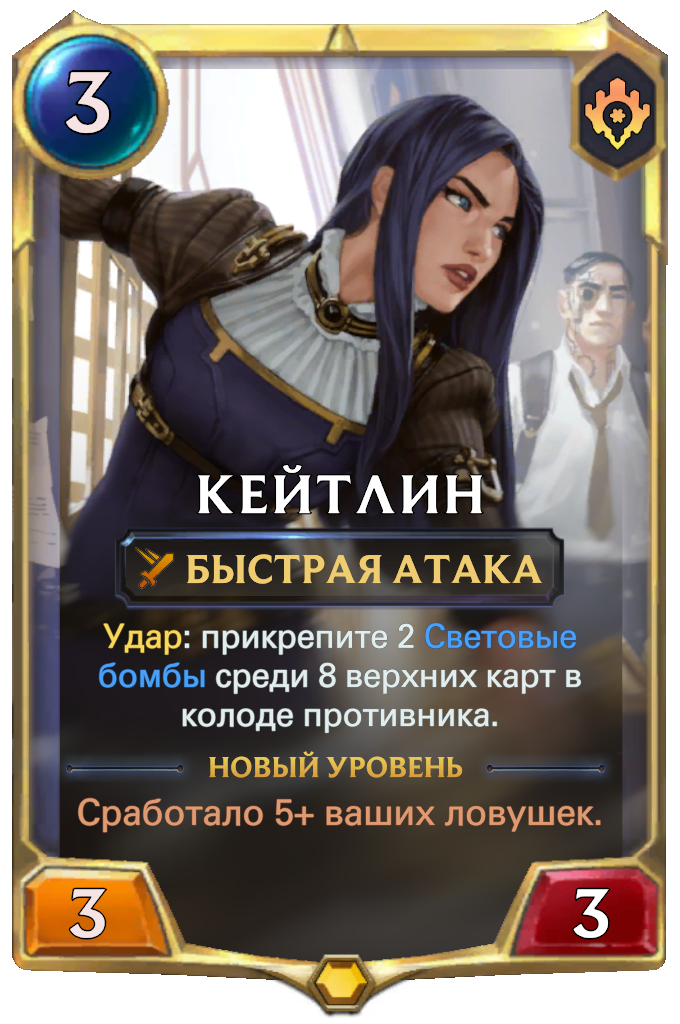 3
КЕЙТЛИН
БЫСТРАЯ АТАКА
Удар: прикрепите 2 Световые
бомбы среди 8 верхних карт в
колоде противника.
НОВЫЙ УРОВЕНЬ
Сработало 5+ ваших ловушек.
3
3